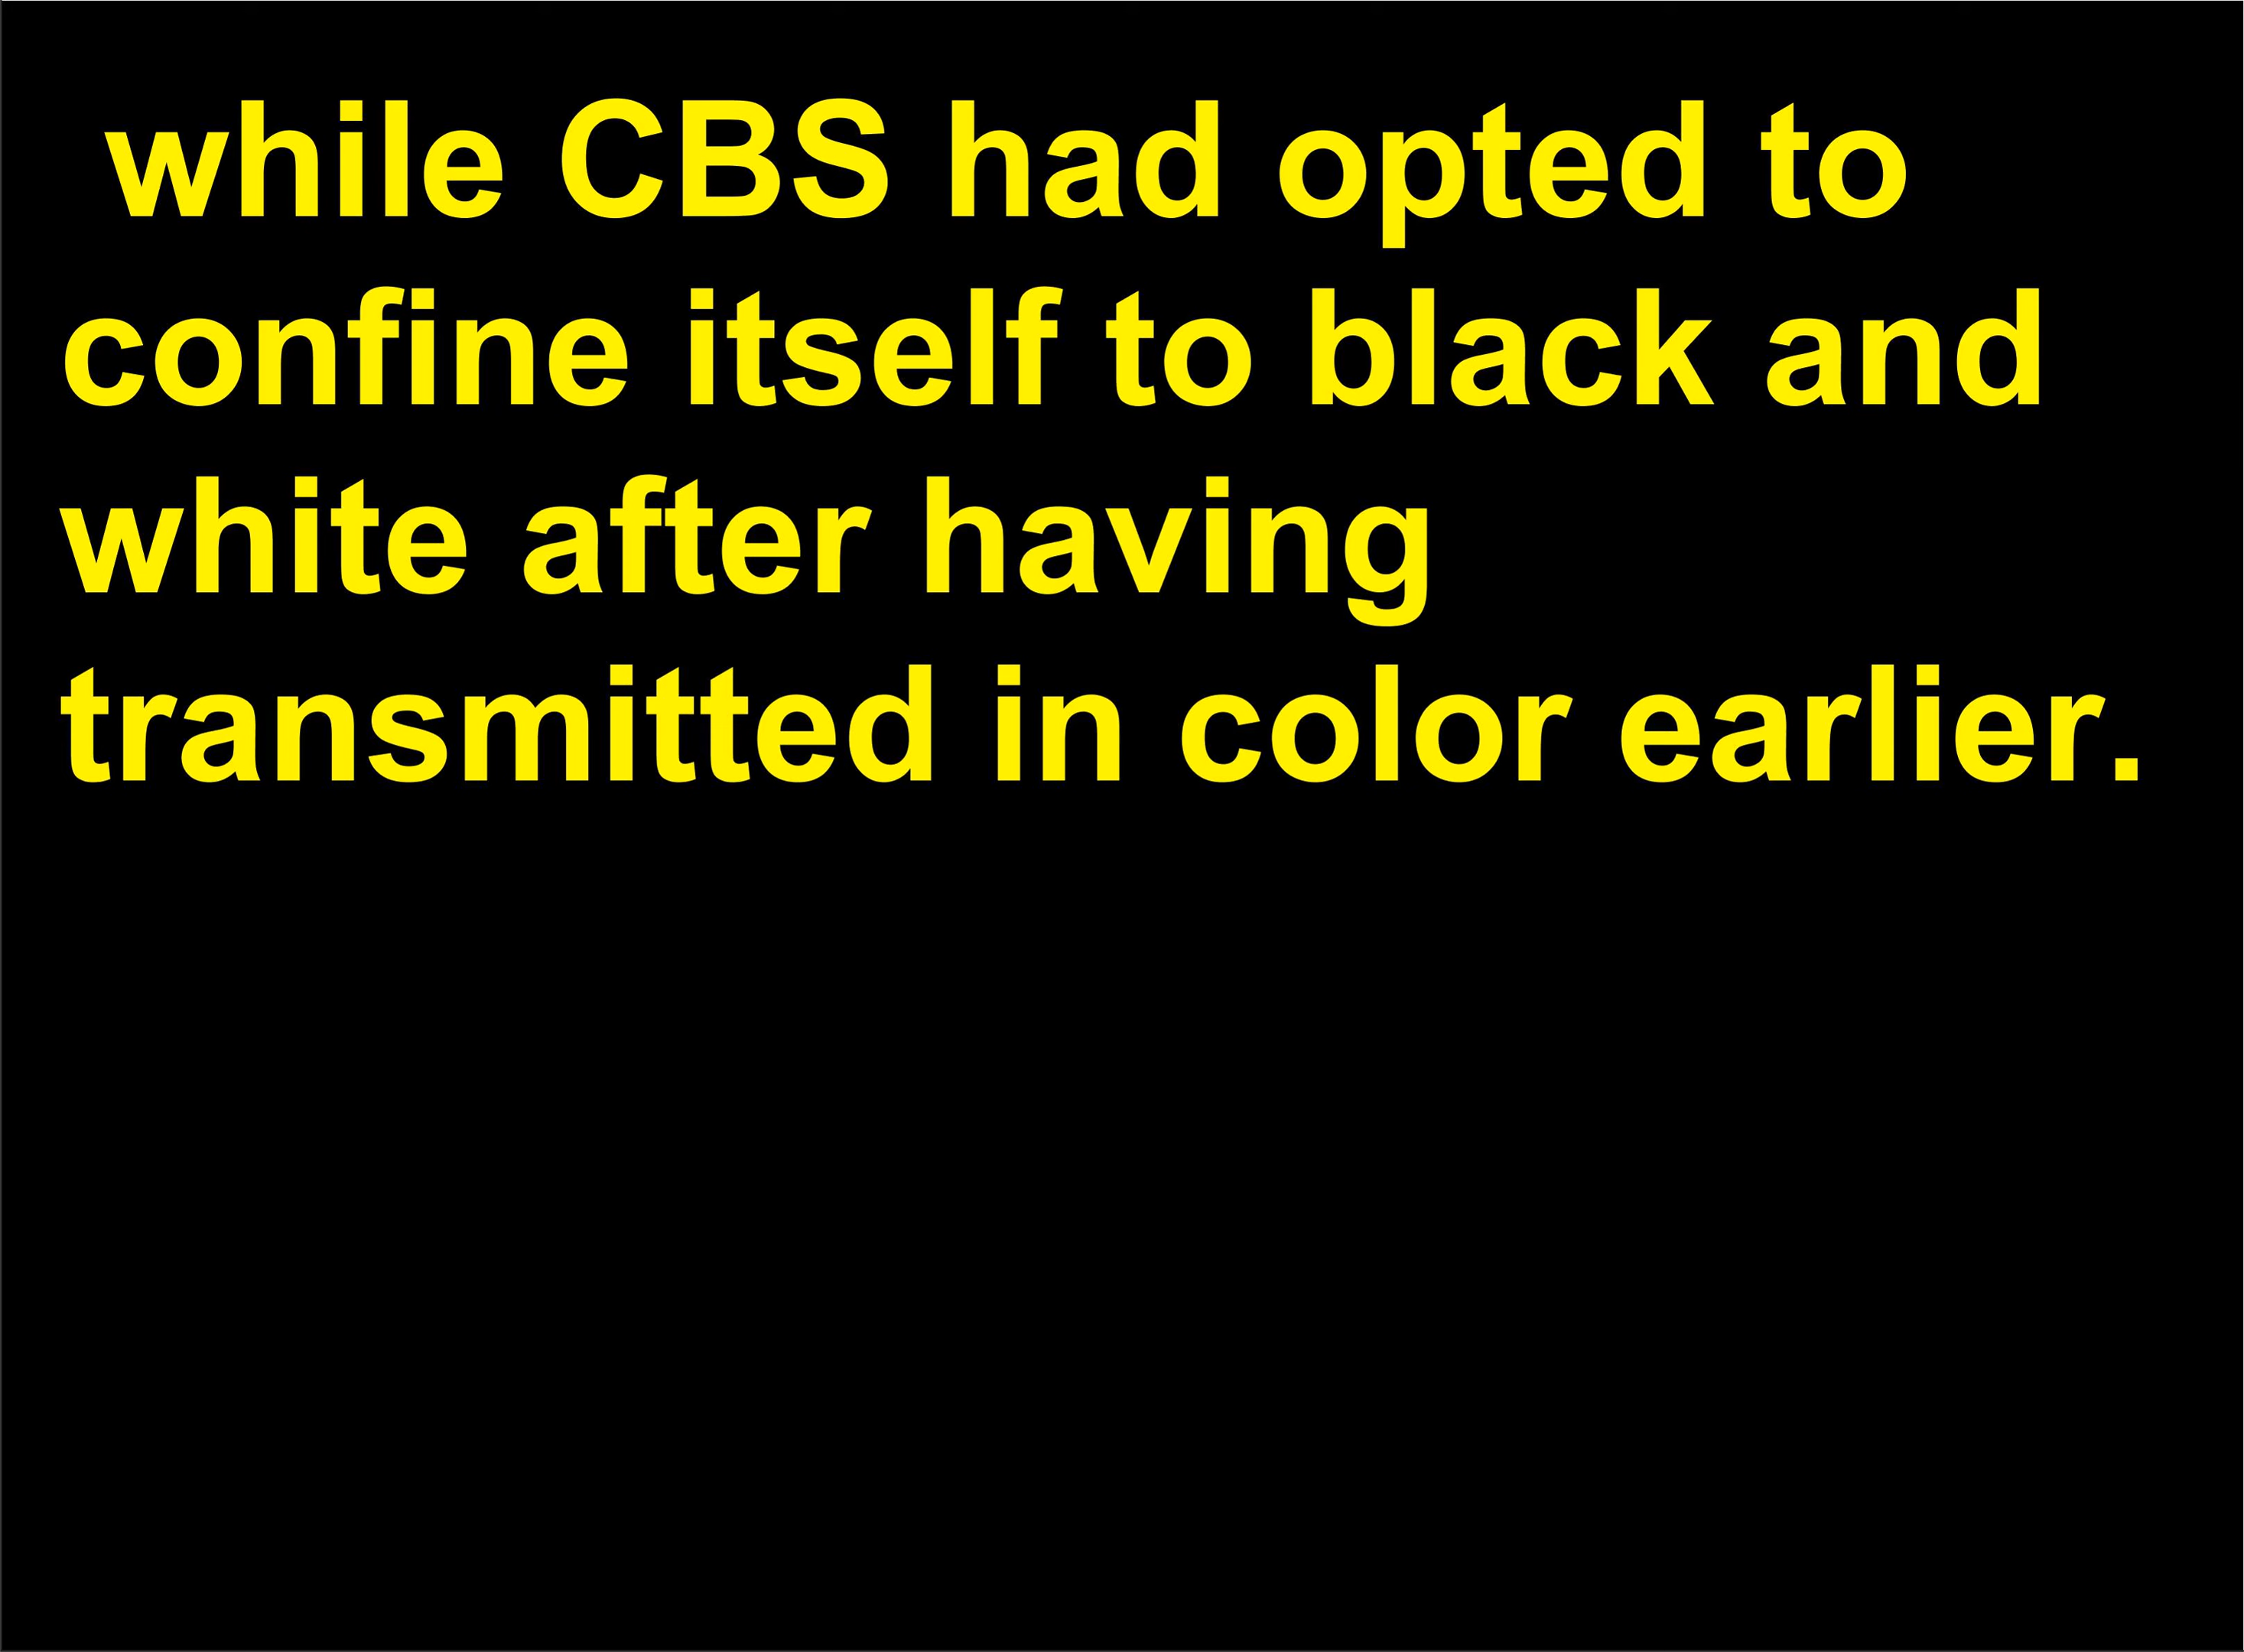 while CBS had opted to
confine itself to black and
white after having
transmitted in color earlier.